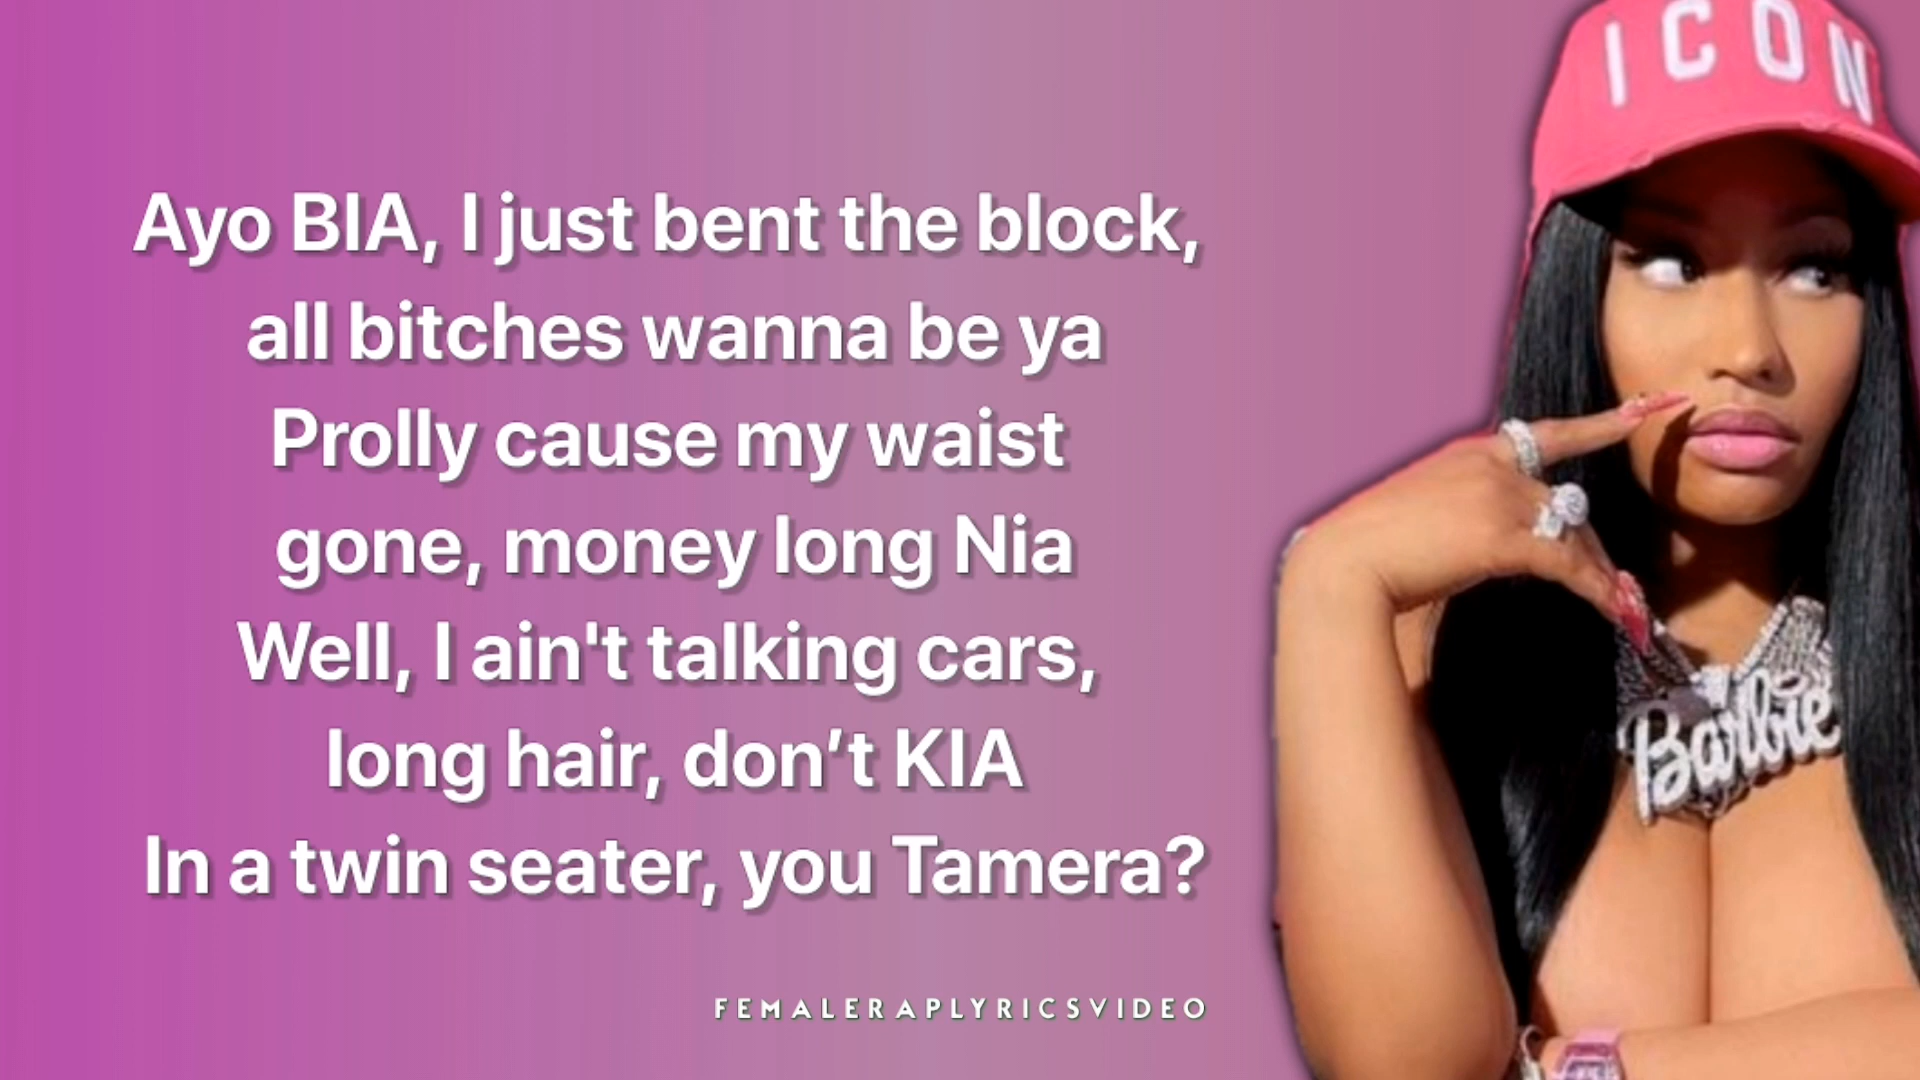 ICON
Ayo BIA, I just bent the block,
all bitches wanna be ya
Prolly cause my waist
gone, money long Nia
Well, I ain't talking cars,
long hair, don’t KIA
In a twin seater, you Tamera?
Barbie
FEMALERAPLYRICSVIDEO